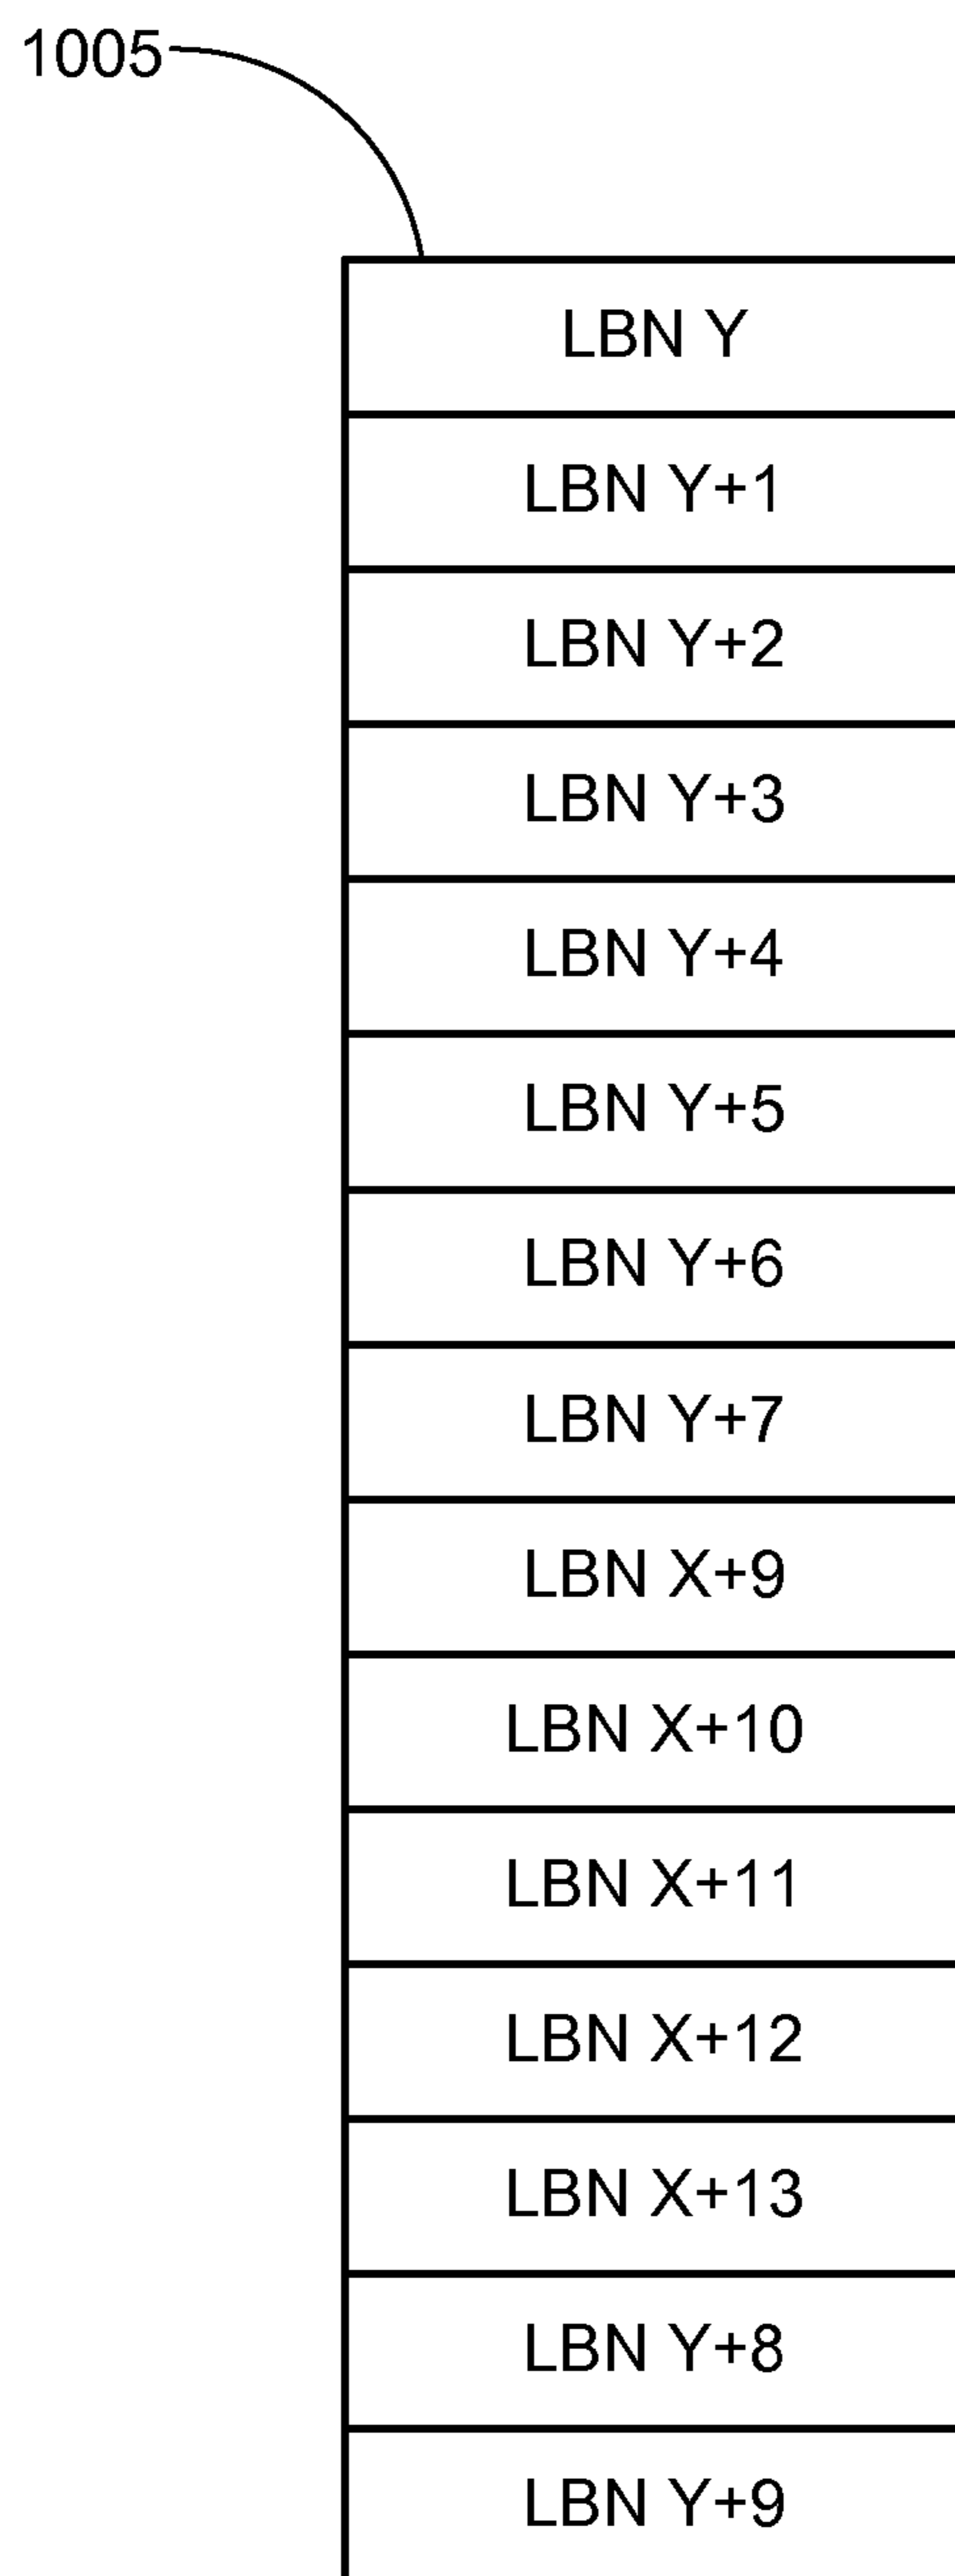 1005
LBN Y
LBN Y+1
LBN Y+2
LBN Y+3
LBN Y+4
LBN Y+5
LBN Y+6
LBN Y+7
LBN X+9
LBN X+10
LBN X+11
LBN X+12
LBN X+13
LBN Y+8
LBN Y+9